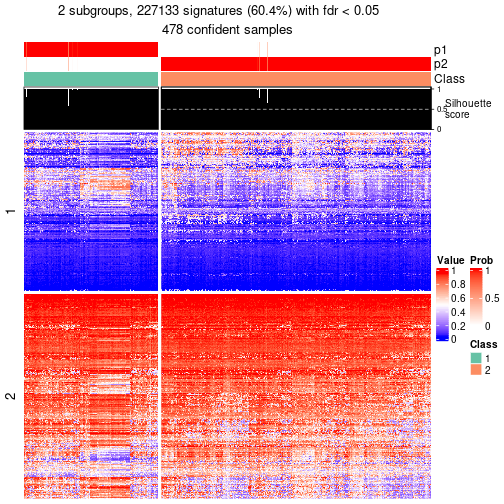 2 subgroups, 227133 signatures (60.4%) with fdr < 0.05
478 confident samples
p1
p2
Class
1
0.5
0
Silhouette
score
1
2
Value Prob
1 1
0.8
0.6 0.5
0.4
0.2 0
0
Class
1
2